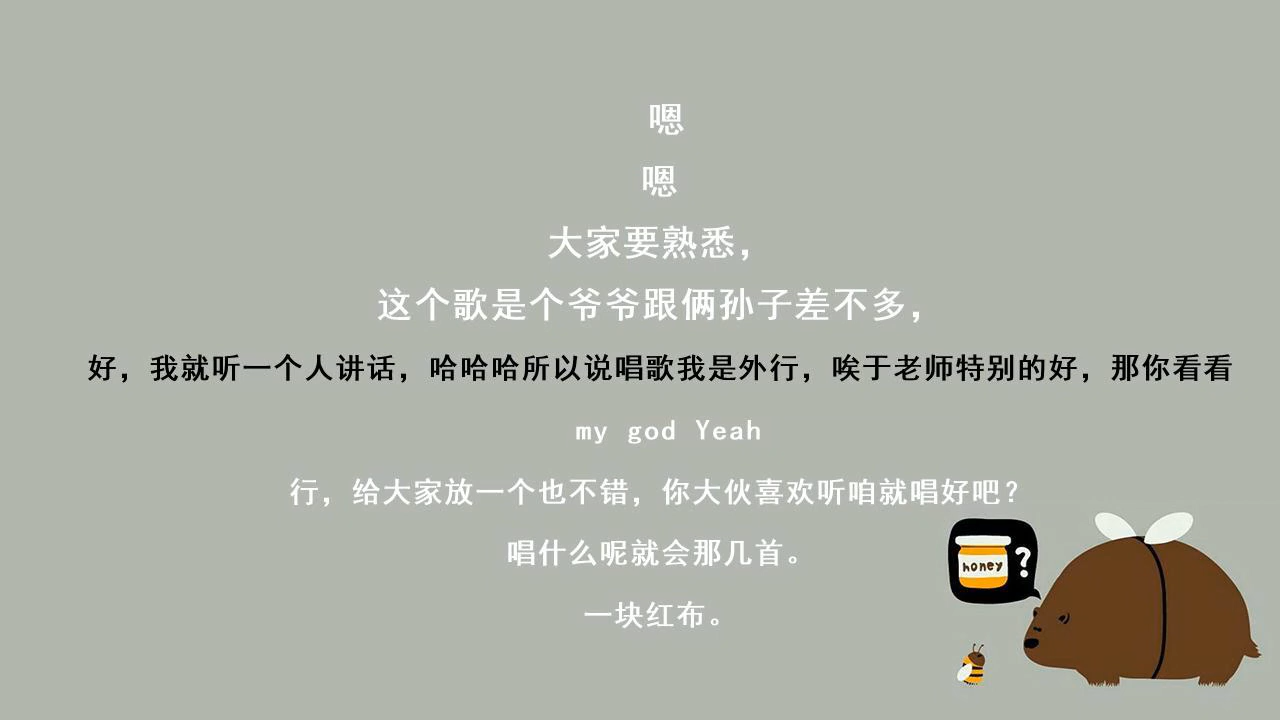 嗯
嗯
大家要熟悉，
这个歌是个爷爷跟俩孙子差不多，
好，我就听一个人讲话，哈哈哈所以说唱歌我是外行，唉于老师特别的好，那你看看
my god Yeah
行，给大家放一个也不错，你大伙喜欢听咱就唱好吧？
唱什么呢就会那几首。
一块红布。
honey
?